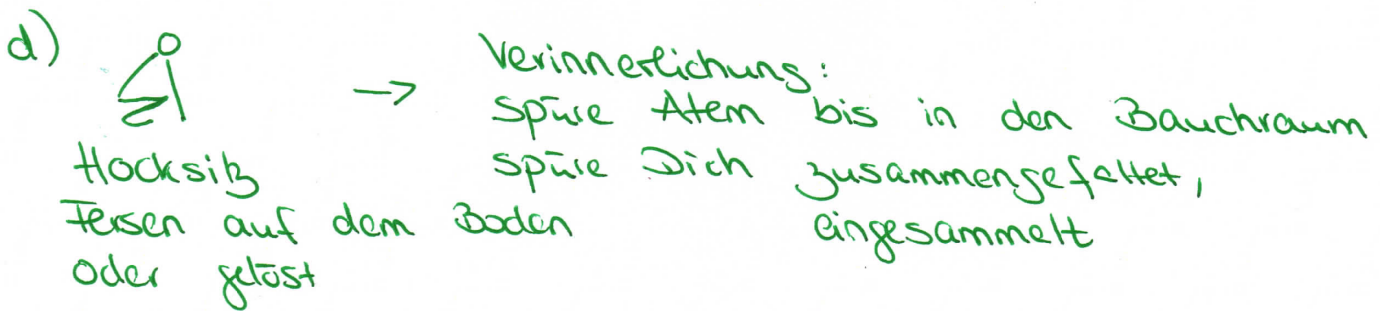 d) → Verinnerlichung:
spüre Atem bis in den Bauchraum
Hocksitz spüre Dich zusammengefaltet,
Fersen auf dem Boden eingesammelt
oder gelöst